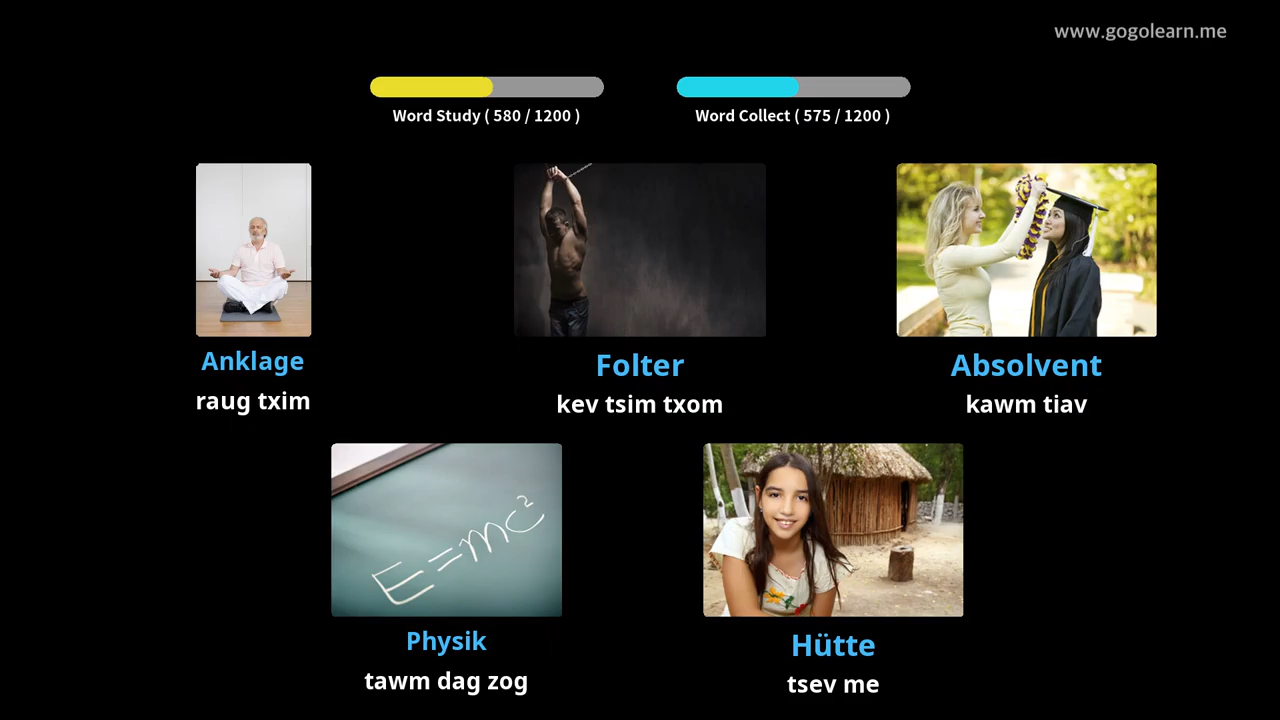 www.gogolearn.me
Word Study ( 580 / 1200 )
Word Collect ( 575 / 1200 )
Anklage
raug txim
Folter
kev tsim txom
Absolvent
kawm tiav
E=mc²
Physik
tawm dag zog
Hütte
tsev me